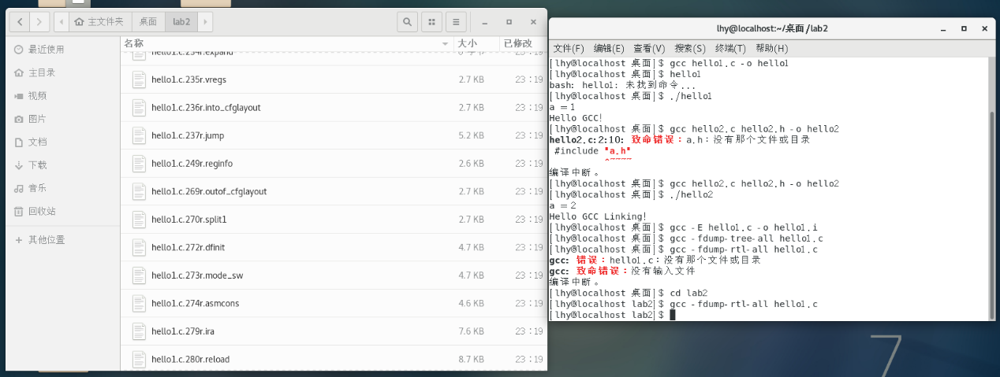 主文件夹 桌面 lab2
名称 大小 已修改
最近使用
主目录
视频
图片
文档
下载
音乐
回收站
其他位置
hello1.c.234r.expand
hello1.c.235r.vregs 2.7 KB 23:19
hello1.c.236r.into_cfglayout 2.7 KB 23:19
hello1.c.237r.jump 5.2 KB 23:19
hello1.c.249r.reginfo 2.6 KB 23:19
hello1.c.269r.outof_cfglayout 2.7 KB 23:19
hello1.c.270r.split1 2.7 KB 23:19
hello1.c.272r.dfinit 4.7 KB 23:19
hello1.c.273r.mode_sw 4.7 KB 23:19
hello1.c.274r.asmcons 4.6 KB 23:19
hello1.c.279r.ira 7.6 KB 23:19
hello1.c.280r.reload 8.7 KB 23:19
lhy@localhost:~/桌面/lab2
文件(F) 编辑(E) 查看(V) 搜索(S) 终端(T) 帮助(H)
[lhy@localhost 桌面]$ gcc hello1.c -o hello1
[lhy@localhost 桌面]$ hello1
bash: hello1: 未找到命令...
[lhy@localhost 桌面]$ ./hello1
a = 1
Hello GCC!
[lhy@localhost 桌面]$ gcc hello2.c hello2.h -o hello2
hello2.c:2:10: 致命错误：a.h：没有那个文件或目录
#include "a.h"
^~~~~
编译中断。
[lhy@localhost 桌面]$ gcc hello2.c hello2.h -o hello2
[lhy@localhost 桌面]$ ./hello2
a = 2
Hello GCC Linking!
[lhy@localhost 桌面]$ gcc -E hello1.c -o hello1.i
[lhy@localhost 桌面]$ gcc -fdump-tree-all hello1.c
[lhy@localhost 桌面]$ gcc -fdump-rtl-all hello1.c
gcc: 错误：hello1.c：没有那个文件或目录
gcc: 致命错误：没有输入文件
编译中断。
[lhy@localhost 桌面]$ cd lab2
[lhy@localhost lab2]$ gcc -fdump-rtl-all hello1.c
[lhy@localhost lab2]$
7